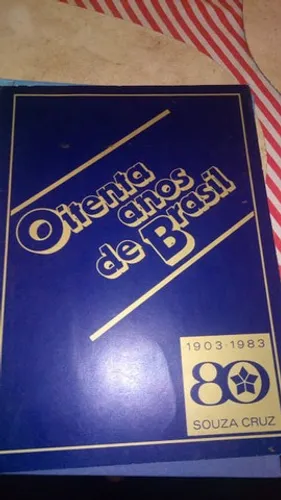 Oitenta
anos
de Brasil
1903·1983
80
SOUZA CRUZ